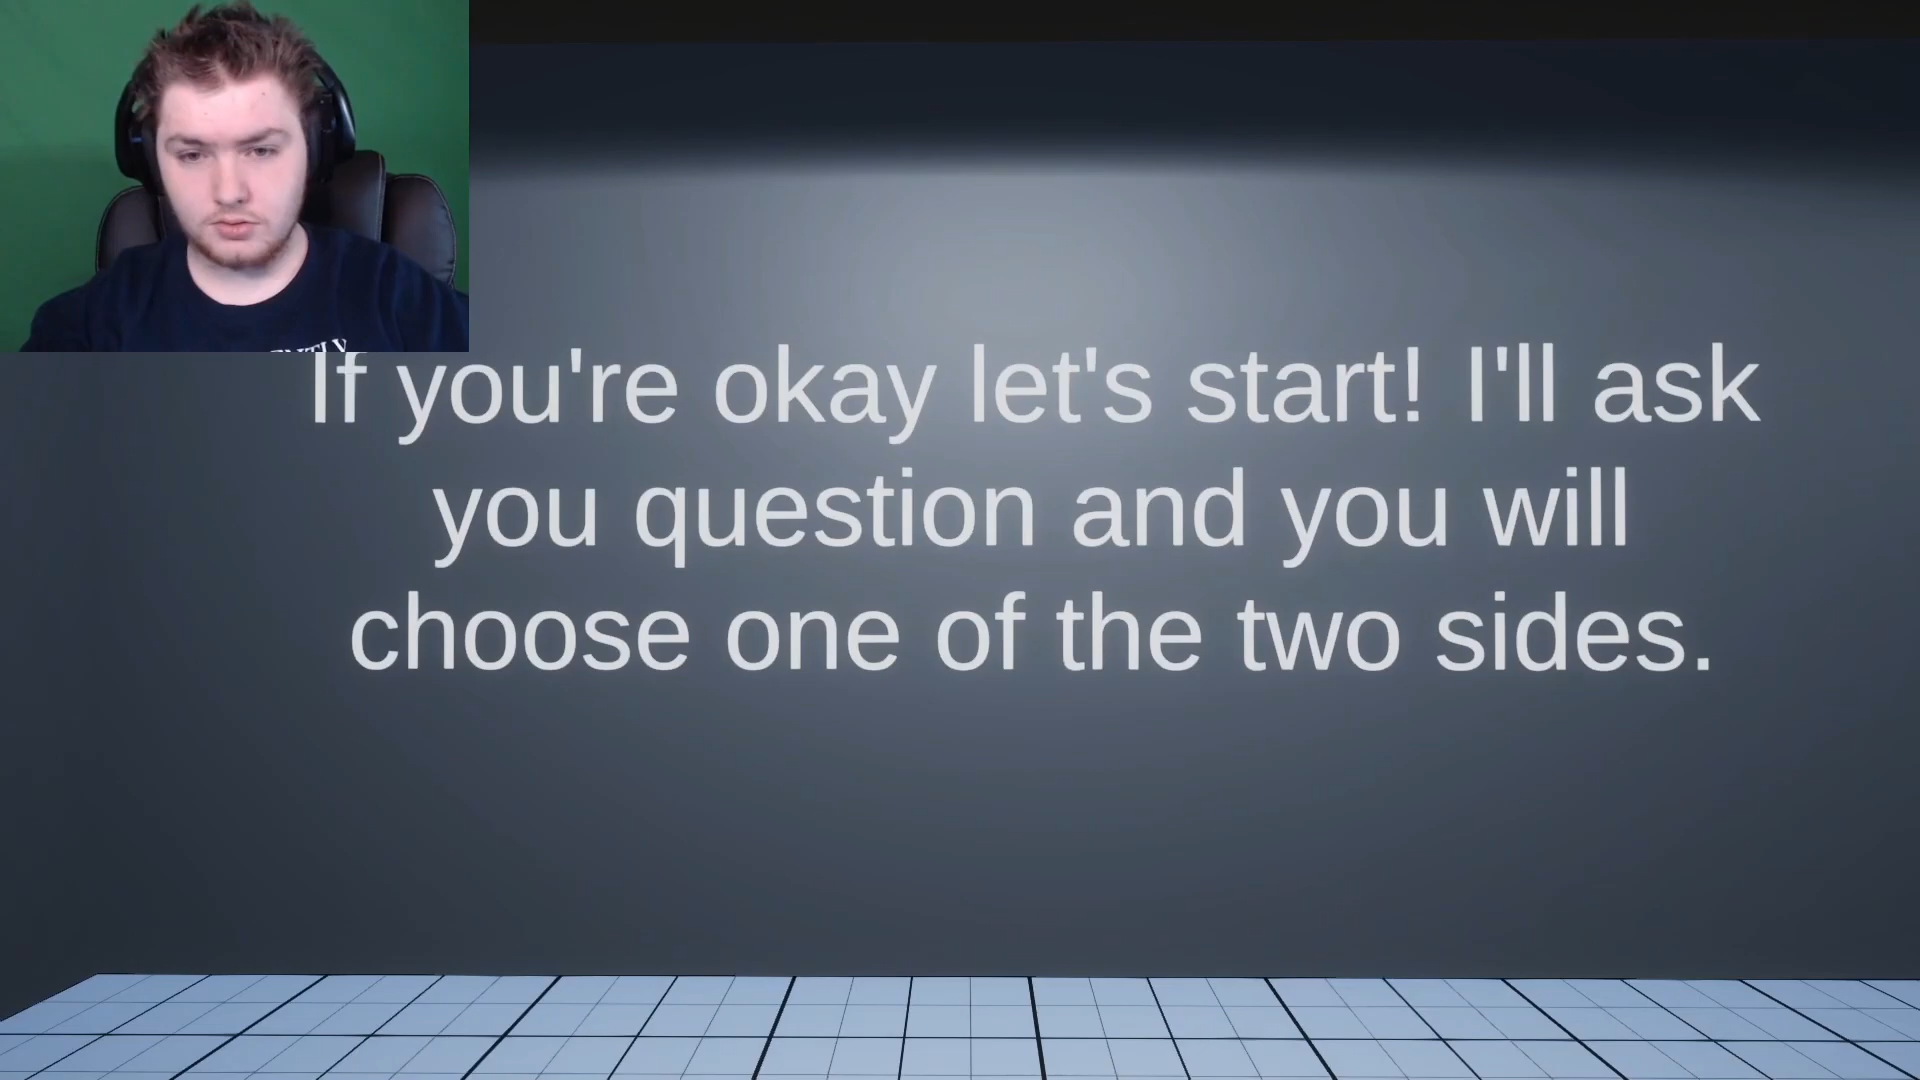 If you're okay let's start! I'll ask
you question and you will
choose one of the two sides.